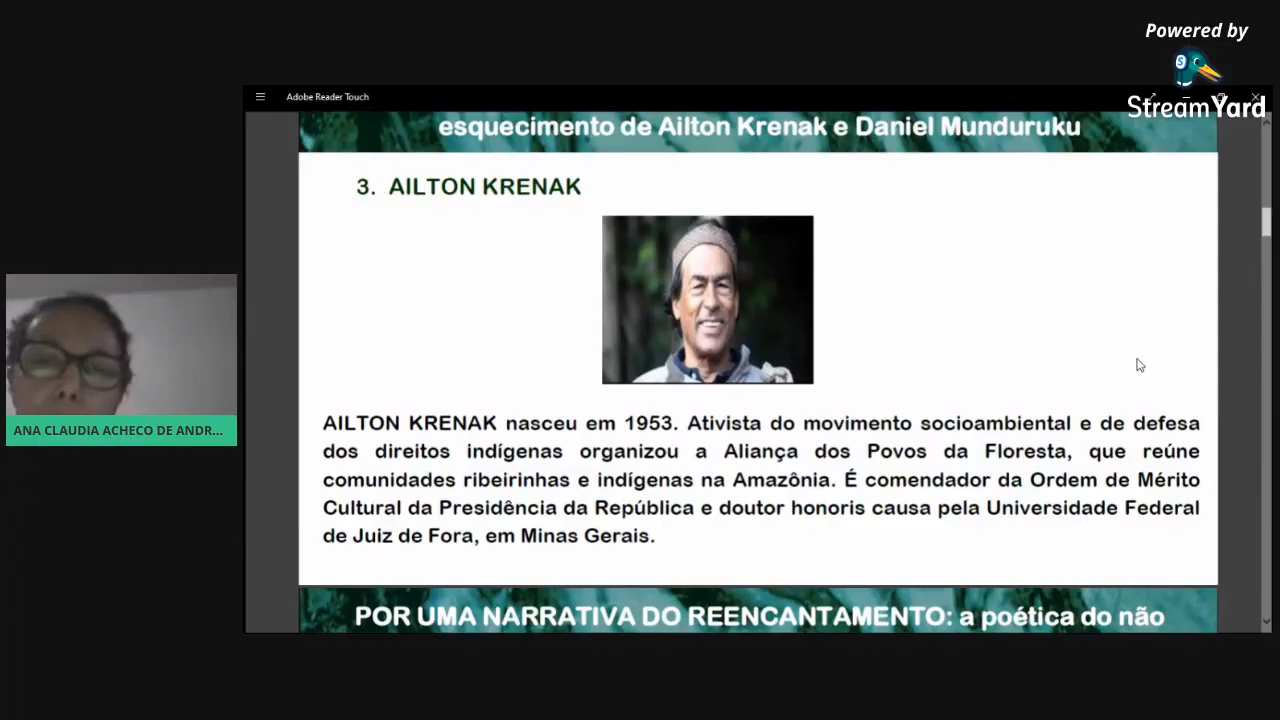 Powered by
StreamYard
Adobe Reader Touch
esquecimento de Ailton Krenak e Daniel Munduruku
3. AILTON KRENAK
AILTON KRENAK nasceu em 1953. Ativista do movimento socioambiental e de defesa
dos direitos indígenas organizou a Aliança dos Povos da Floresta, que reúne
comunidades ribeirinhas e indígenas na Amazônia. É comendador da Ordem de Mérito
Cultural da Presidência da República e doutor honoris causa pela Universidade Federal
de Juiz de Fora, em Minas Gerais.
ANA CLAUDIA ACHECO DE ANDR...
POR UMA NARRATIVA DO REENCANTAMENTO: a poética do não